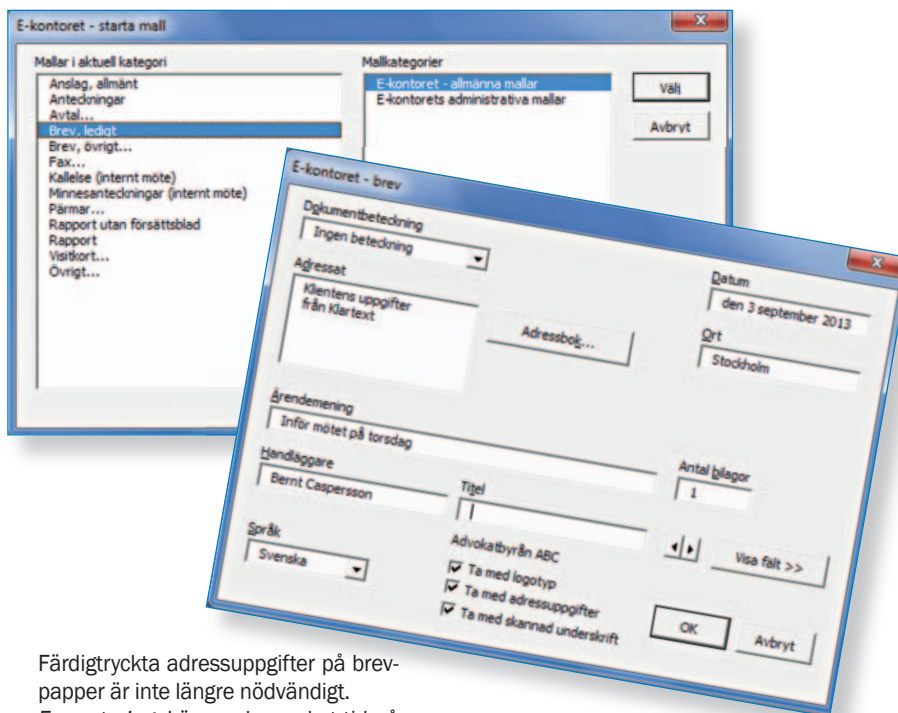 E-kontoret - starta mall
Mallar i aktuell kategori
Anslag, allmänt
Anteckningar
Avtal...
Brev, ledigt
Brev, övrigt...
Fax...
Kallelse (internt möte)
Minnesanteckningar (internt möte)
Pärmar...
Rapport utan försättsblad
Rapport
Visitkort...
Övrigt...
Mallkategorier
E-kontoret - allmänna mallar
E-kontorets administrativa mallar
Välj
Avbryt
E-kontoret - brev
Dokumentbeteckning
Ingen beteckning
Datum
den 3 september 2013
Adressat
Klientens uppgifter
från Klartext
Adressbok...
Ort
Stockholm
Ärendemening
Inför mötet på torsdag
Handläggare
Bernt Caspersson
Titel
Antal bilagor
1
Språk
Svenska
Advokatbyrån ABC
Ta med logotyp
Ta med adressuppgifter
Ta med skannad underskrift
Visa fält >>
OK
Avbryt
Färdigtryckta adressuppgifter på brev-
papper är inte längre nödvändigt.